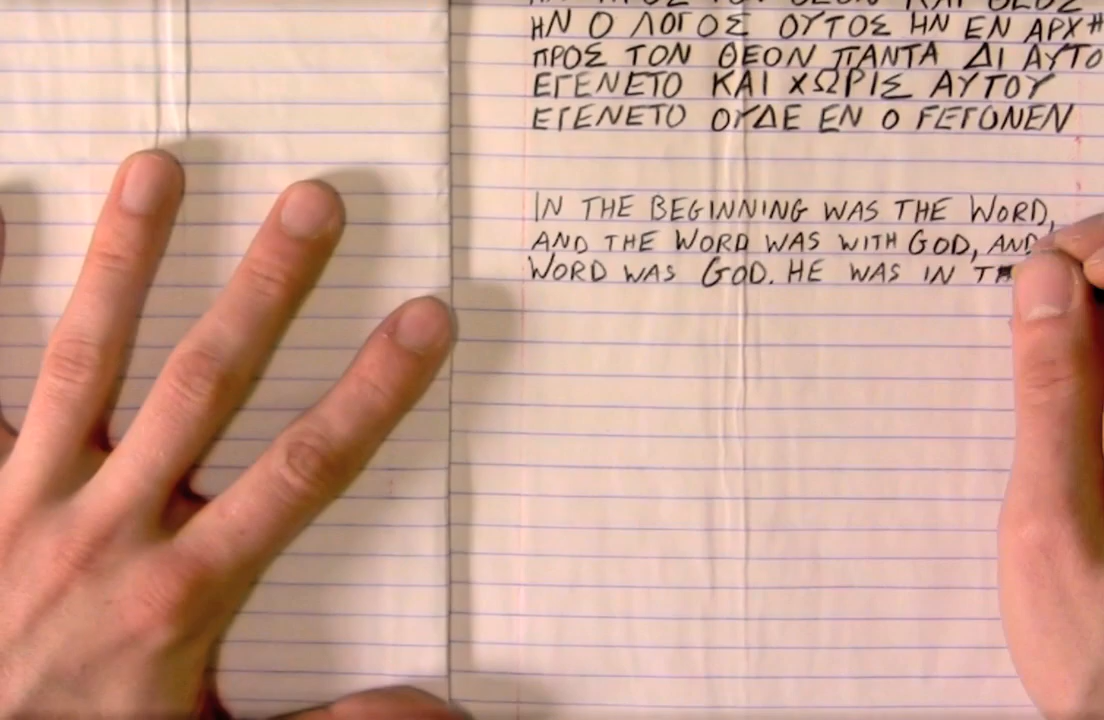 ΗΝ Ο ΛΟΓΟΣ ΟΥΤΟΣ ΗΝ ΕΝ ΑΡΧΗ
ΠΡΟΣ ΤΟΝ ΘΕΟΝ ΠΑΝΤΑ ΔΙ ΑΥΤΟ
ΕΓΕΝΕΤΟ ΚΑΙ ΧΩΡΙΣ ΑΥΤΟΥ
ΕΓΕΝΕΤΟ ΟΥΔΕ ΕΝ Ο ΓΕΓΟΝΕΝ
IN THE BEGINNING WAS THE WORD,
AND THE WORD WAS WITH GOD, AND
WORD WAS GOD. HE WAS IN